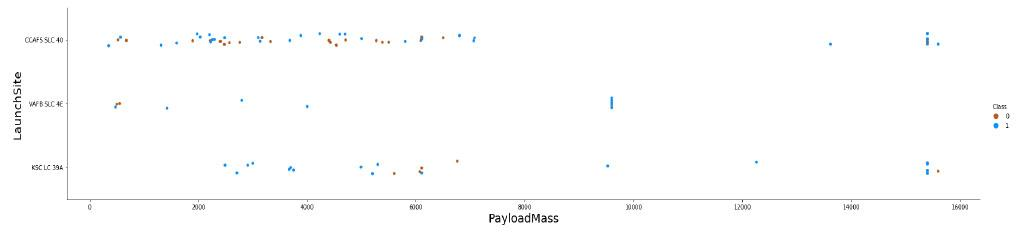 CCAFS SLC 40
VAFB SLC 4E
KSC LC 39A
LaunchSite
0 2000 4000 6000 8000 10000 12000 14000 16000
PayloadMass
Class
0
1